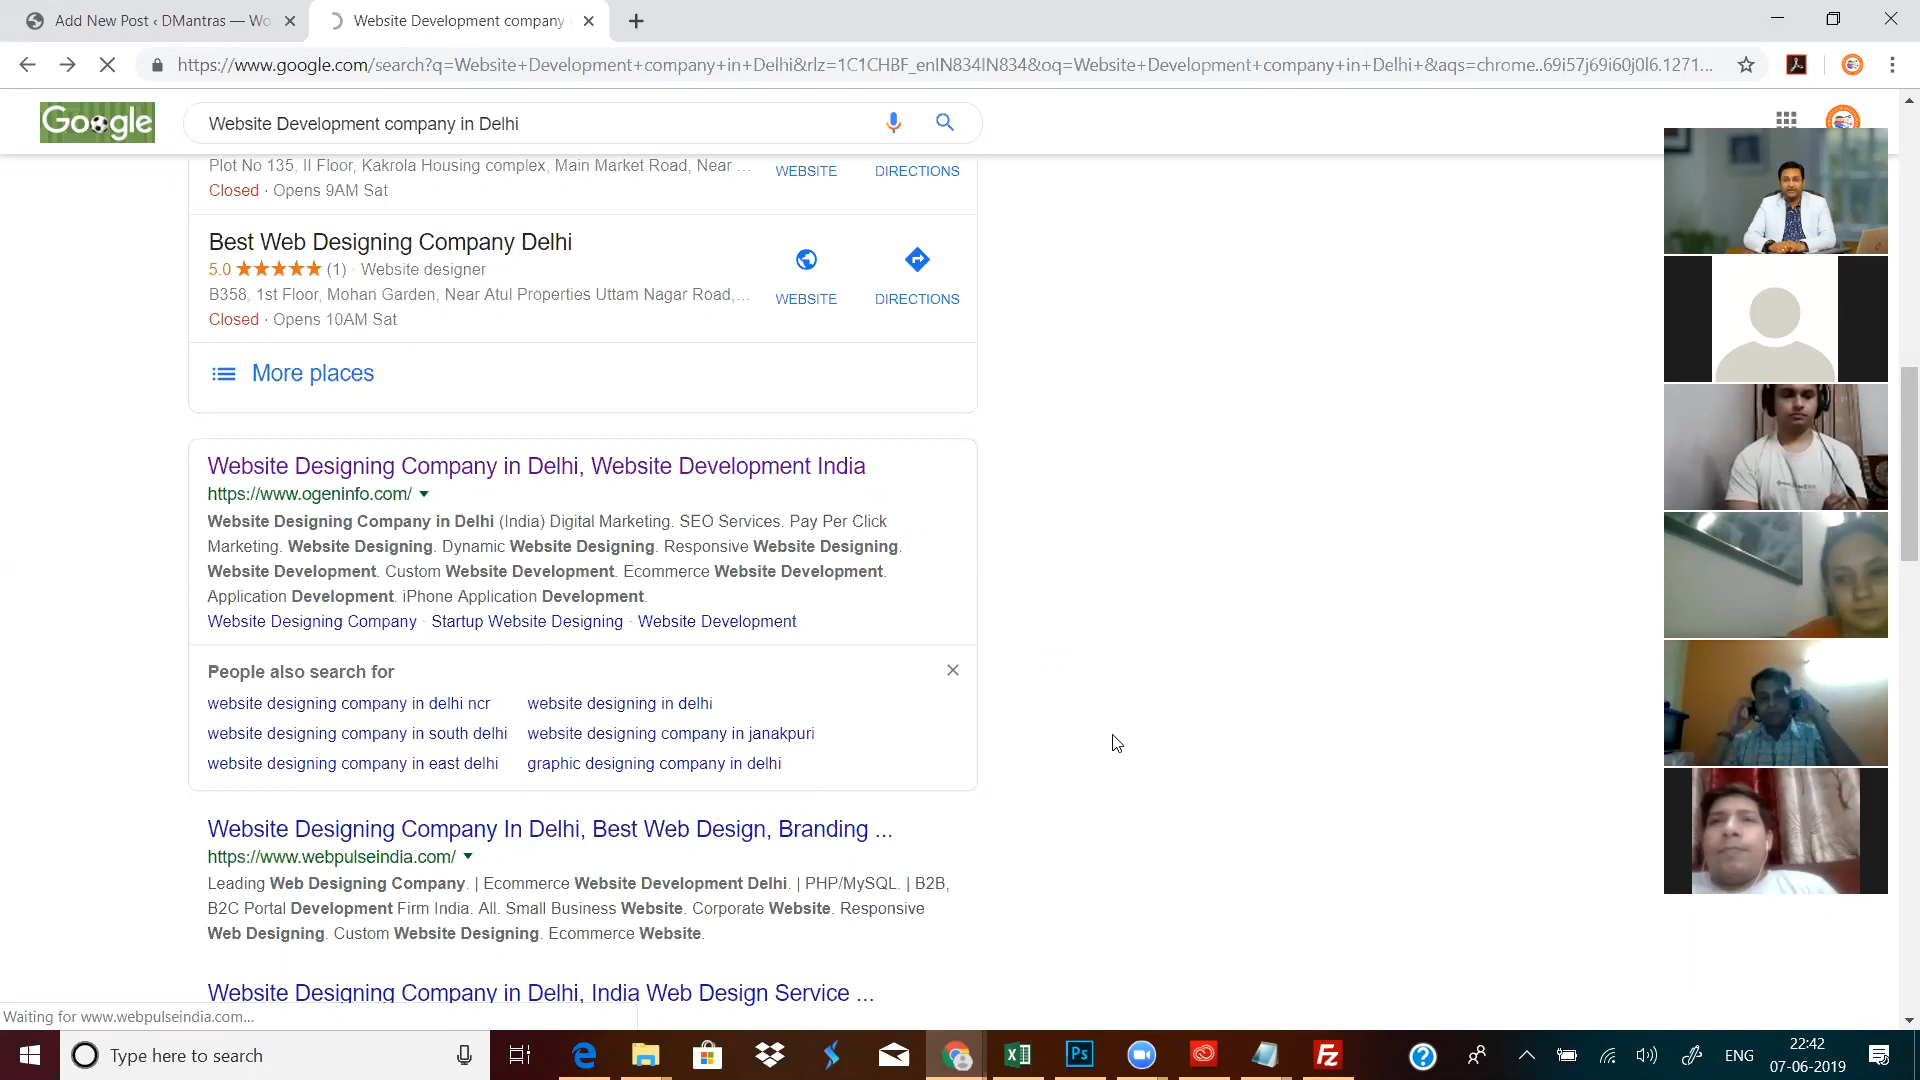 Add New Post ‹ DMantras — Wo
Website Development company
https://www.google.com/search?q=Website+Development+company+in+Delhi&rlz=1C1CHBF_enIN834IN834&oq=Website+Development+company+in+Delhi+&aqs=chrome..69i57j69i60j0l6.1271...
Google
Website Development company in Delhi
Plot No 135, II Floor, Kakrola Housing complex, Main Market Road, Near ...
WEBSITE
DIRECTIONS
Closed · Opens 9AM Sat
Best Web Designing Company Delhi
5.0 ★★★★★ (1) · Website designer
B358, 1st Floor, Mohan Garden, Near Atul Properties Uttam Nagar Road,...
WEBSITE
DIRECTIONS
Closed · Opens 10AM Sat
More places
Website Designing Company in Delhi, Website Development India
https://www.ogeninfo.com/
Website Designing Company in Delhi (India) Digital Marketing. SEO Services. Pay Per Click
Marketing. Website Designing. Dynamic Website Designing. Responsive Website Designing.
Website Development. Custom Website Development. Ecommerce Website Development.
Application Development. iPhone Application Development.
Website Designing Company · Startup Website Designing · Website Development
People also search for
website designing company in delhi ncr
website designing in delhi
website designing company in south delhi
website designing company in janakpuri
website designing company in east delhi
graphic designing company in delhi
Website Designing Company In Delhi, Best Web Design, Branding ...
https://www.webpulseindia.com/
Leading Web Designing Company. | Ecommerce Website Development Delhi. | PHP/MySQL. | B2B,
B2C Portal Development Firm India. All. Small Business Website. Corporate Website. Responsive
Web Designing. Custom Website Designing. Ecommerce Website.
Website Designing Company in Delhi, India Web Design Service ...
Waiting for www.webpulseindia.com...
Type here to search
Ps
Fz
ENG
22:42
07-06-2019